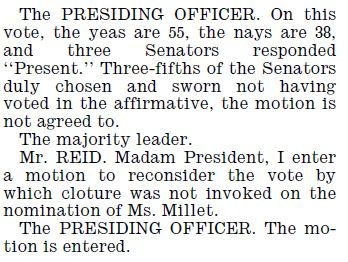 The PRESIDING OFFICER. On this
vote, the yeas are 55, the nays are 38,
and three Senators responded
‘‘Present.’’ Three-fifths of the Senators
duly chosen and sworn not having
voted in the affirmative, the motion is
not agreed to.
The majority leader.
Mr. REID. Madam President, I enter
a motion to reconsider the vote by
which cloture was not invoked on the
nomination of Ms. Millet.
The PRESIDING OFFICER. The mo-
tion is entered.